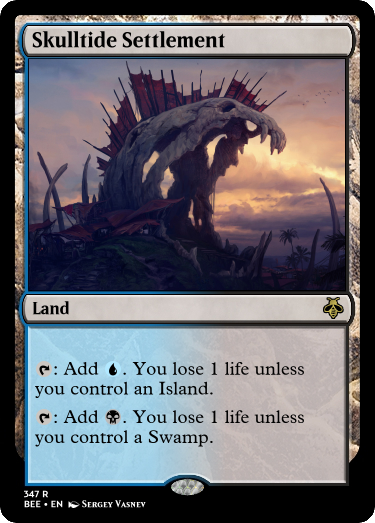 Skulltide Settlement
Land
: Add . You lose 1 life unless
you control an Island.
: Add . You lose 1 life unless
you control a Swamp.
347 R
BEE • EN Sergey Vasnev